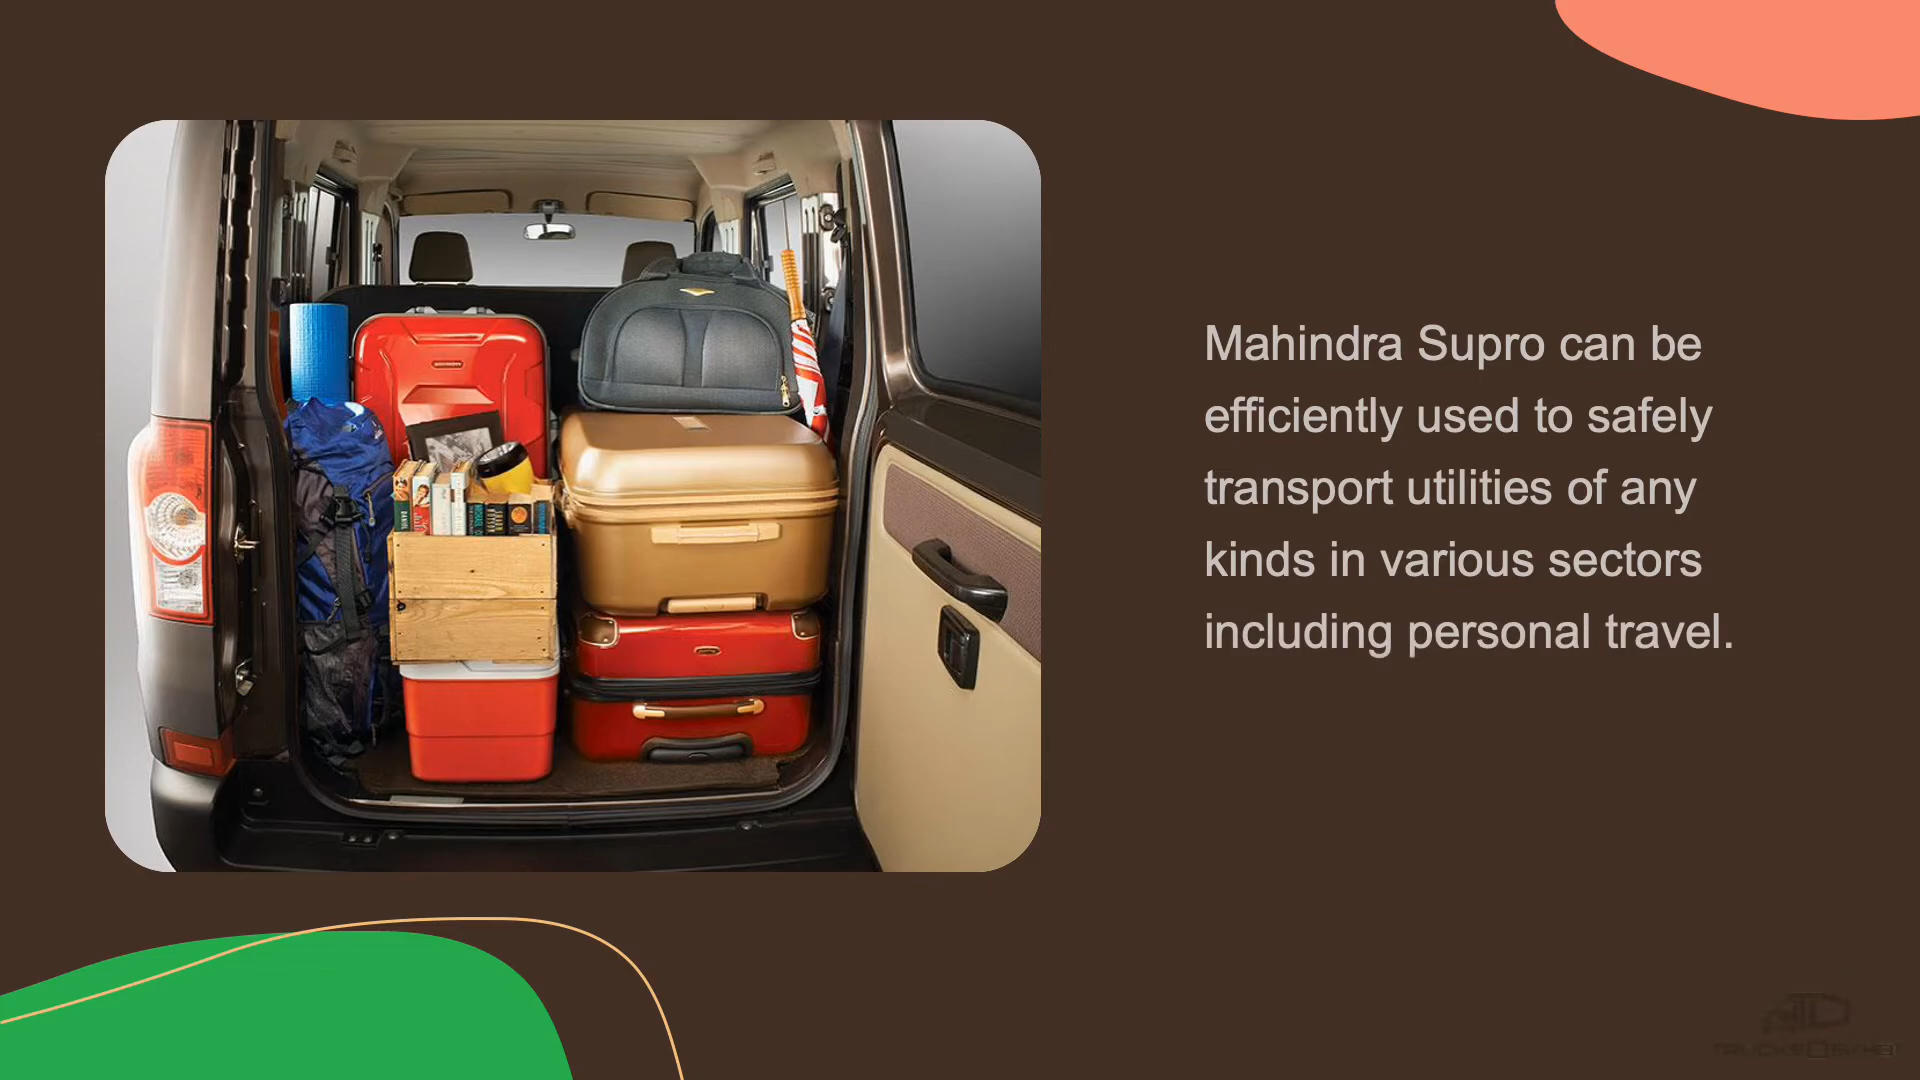 Mahindra Supro can be
efficiently used to safely
transport utilities of any
kinds in various sectors
including personal travel.